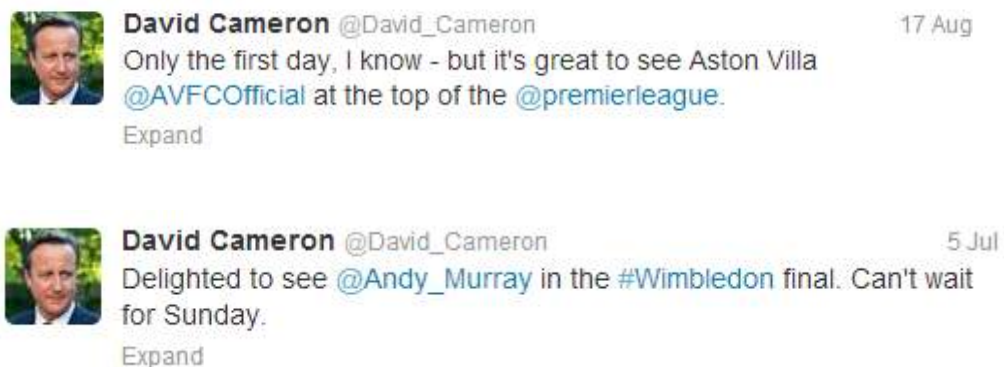 David Cameron @David_Cameron 17 Aug
Only the first day, I know - but it's great to see Aston Villa
@AVFCOfficial at the top of the @premierleague.
Expand
David Cameron @David_Cameron 5 Jul
Delighted to see @Andy_Murray in the #Wimbledon final. Can't wait
for Sunday.
Expand